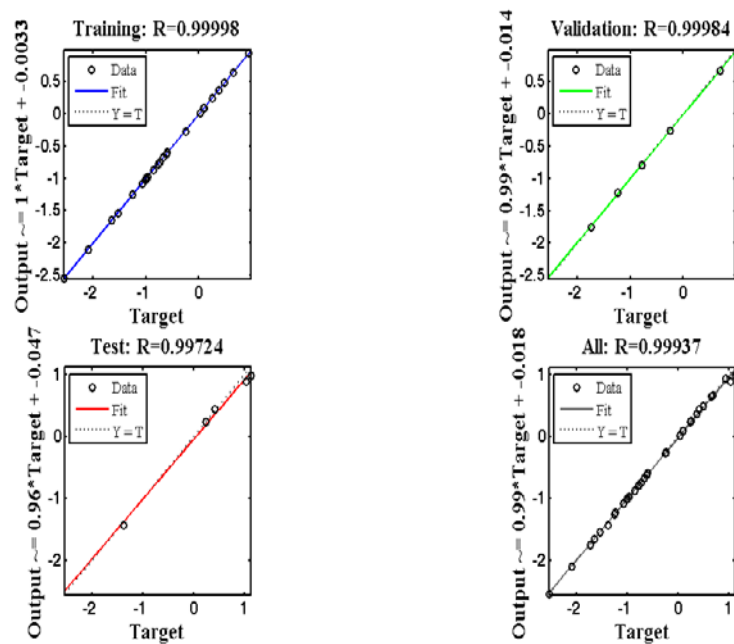 Training: R=0.99998
Output ~= 1*Target + -0.0033
Data
Fit
Y = T
0.5
0
-0.5
-1
-1.5
-2
-2.5
-2
-1
0
Target
Validation: R=0.99984
Output ~= 0.99*Target + -0.014
Data
Fit
Y = T
0.5
0
-0.5
-1
-1.5
-2
-2.5
-2
-1
0
Target
Test: R=0.99724
Output ~= 0.96*Target + -0.047
Data
Fit
Y = T
1
0
-1
-2
-2
-1
0
1
Target
All: R=0.99937
Output ~= 0.99*Target + -0.018
Data
Fit
Y = T
1
0
-1
-2
-2
-1
0
1
Target